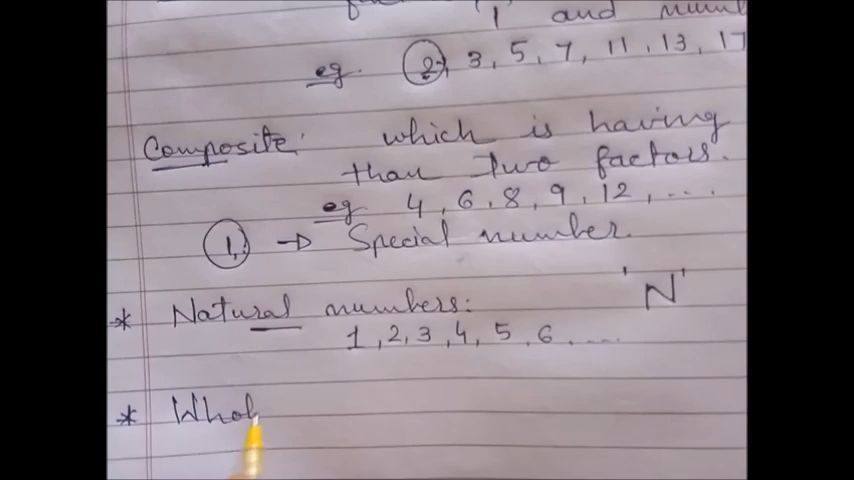 1 and
eg. 2, 3, 5, 7, 11, 13, 17
Composite: which is having
than two factors.
eg 4, 6, 8, 9, 12, ....
1, → Special number.
* Natural numbers: 'N'
1, 2, 3, 4, 5, 6, ....
* Whol